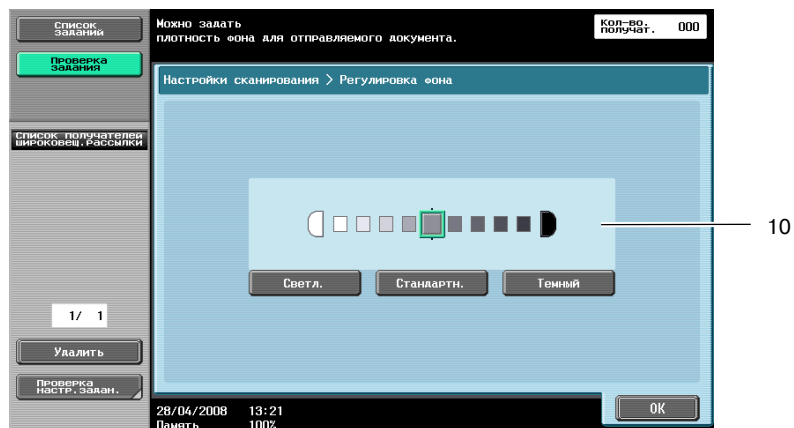 Список
заданий
Проверка
задания
Список получателей
широковещ.рассылки
1/ 1
Удалить
Проверка
настр.задан.
Можно задать
плотность фона для отправляемого документа.
Кол-во.
получат. 000
Настройки сканирования > Регулировка фона
Светл. Стандартн. Темный
10
OK
28/04/2008 13:21
Память 100%